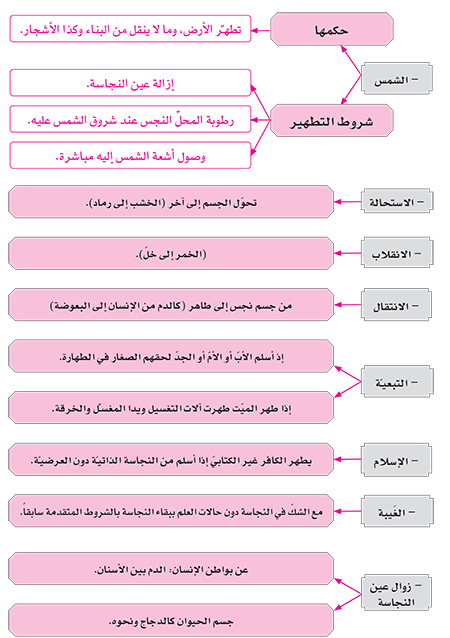 – الشمس
حكمها
تطهّر الأرض، وما لا ينقل من البناء وكذا الأشجار.
شروط التطهير
إزالة عين النجاسة.
رطوبة المحلّ النجس عند شروق الشمس عليه.
وصول أشعة الشمس إليه مباشرة.
– الاستحالة
تحوّل الجسم إلى آخر (الخشب إلى رماد).
– الانقلاب
(الخمر إلى خلّ).
– الانتقال
من جسم نجس إلى طاهر (كالدم من الإنسان إلى البعوضة)
– التبعيّة
إذ أسلم الأب أو الأمّ أو الجدّ لحقهم الصغار في الطهارة.
إذا طهر الميّت طهرت آلات التغسيل ويدا المغسّل والخرقة.
– الإسلام
يطهر الكافر غير الكتابيّ إذا أسلم من النجاسة الذاتيّة دون العرضيّة.
– الغَيبة
مع الشكّ في النجاسة دون حالات العلم ببقاء النجاسة بالشروط المتقدمة سابقاً.
– زوال عين
النجاسة
عن بواطن الإنسان: الدم بين الأسنان.
جسم الحيوان كالدجاج ونحوه.